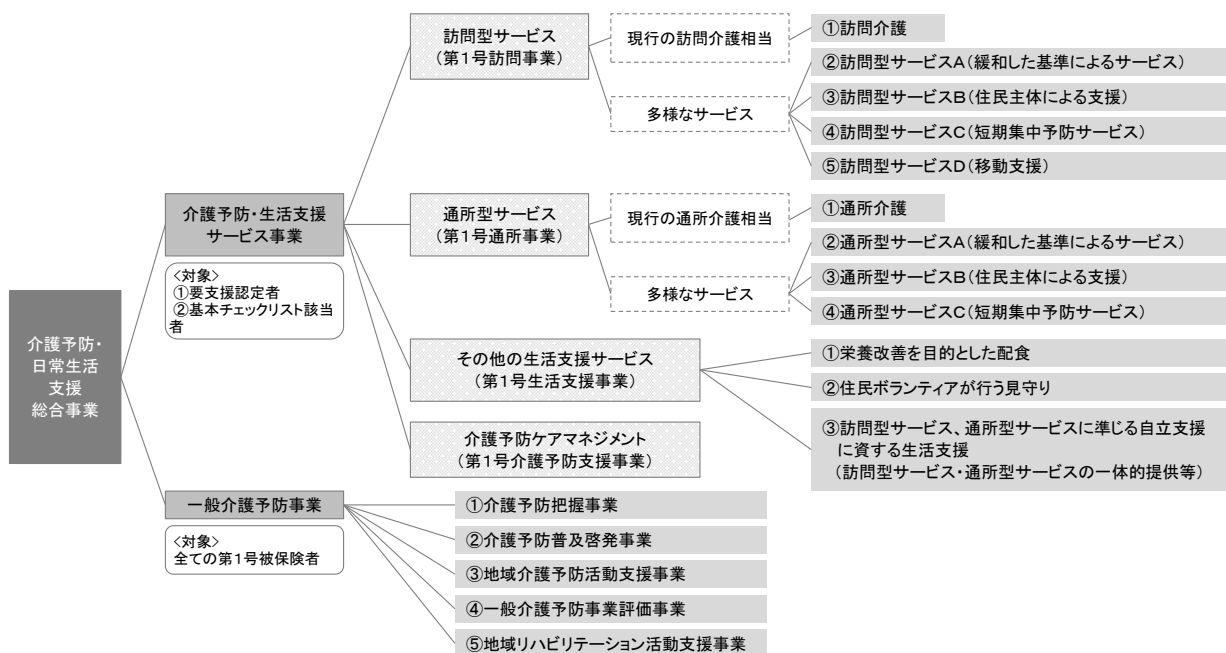 介護予防・
日常生活
支援
総合事業
介護予防・生活支援
サービス事業
<対象>
①要支援認定者
②基本チェックリスト該当
者
訪問型サービス
(第1号訪問事業)
現行の訪問介護相当
①訪問介護
多様なサービス
②訪問型サービスA(緩和した基準によるサービス)
③訪問型サービスB(住民主体による支援)
④訪問型サービスC(短期集中予防サービス)
⑤訪問型サービスD(移動支援)
通所型サービス
(第1号通所事業)
現行の通所介護相当
①通所介護
多様なサービス
②通所型サービスA(緩和した基準によるサービス)
③通所型サービスB(住民主体による支援)
④通所型サービスC(短期集中予防サービス)
その他の生活支援サービス
(第1号生活支援事業)
①栄養改善を目的とした配食
②住民ボランティアが行う見守り
③訪問型サービス、通所型サービスに準じる自立支援
に資する生活支援
(訪問型サービス・通所型サービスの一体的提供等)
介護予防ケアマネジメント
(第1号介護予防支援事業)
一般介護予防事業
<対象>
全ての第1号被保険者
①介護予防把握事業
②介護予防普及啓発事業
③地域介護予防活動支援事業
④一般介護予防事業評価事業
⑤地域リハビリテーション活動支援事業